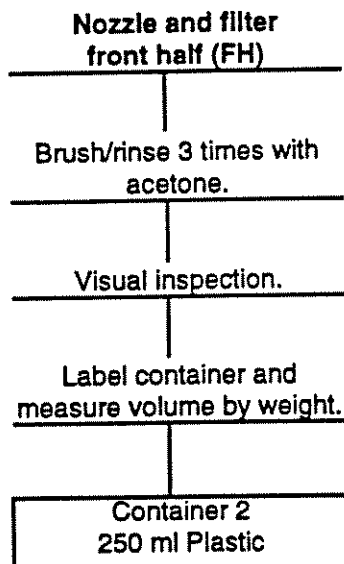 Nozzle and filter
front half (FH)
Brush/rinse 3 times with
acetone.
Visual inspection.
Label container and
measure volume by weight.
Container 2
250 ml Plastic